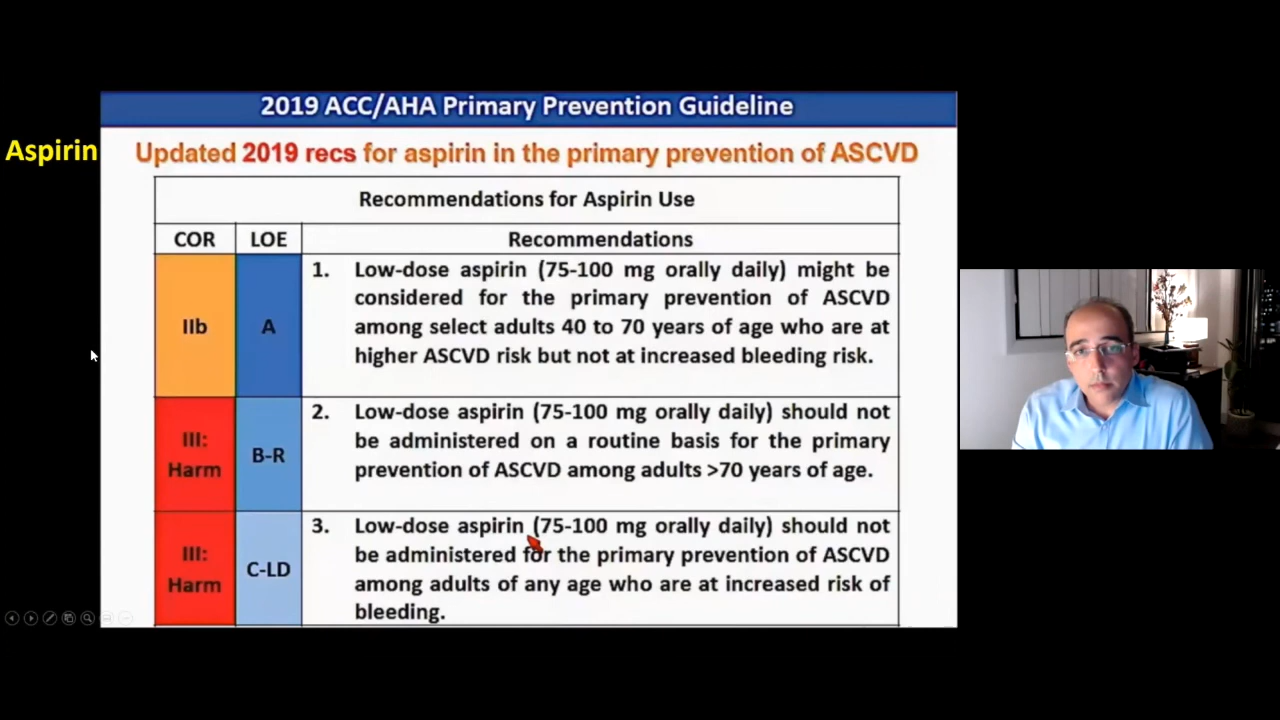 2019 ACC/AHA Primary Prevention Guideline
Aspirin
Updated 2019 recs for aspirin in the primary prevention of ASCVD
Recommendations for Aspirin Use
COR LOE Recommendations
IIb A 1. Low-dose aspirin (75-100 mg orally daily) might be
considered for the primary prevention of ASCVD
among select adults 40 to 70 years of age who are at
higher ASCVD risk but not at increased bleeding risk.
III: Harm B-R 2. Low-dose aspirin (75-100 mg orally daily) should not
be administered on a routine basis for the primary
prevention of ASCVD among adults >70 years of age.
III: Harm C-LD 3. Low-dose aspirin (75-100 mg orally daily) should not
be administered for the primary prevention of ASCVD
among adults of any age who are at increased risk of
bleeding.